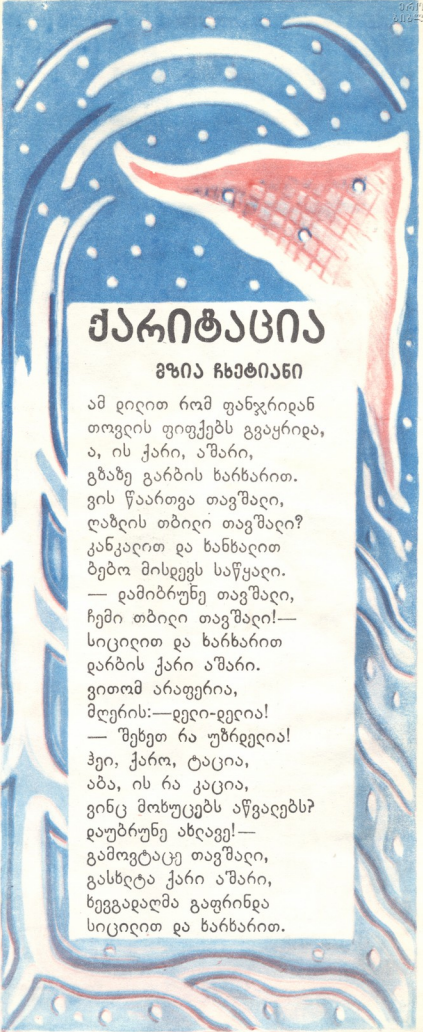 ქარიტაცია
მზია ჩხეტიანი
ამ დილით რომ ფანჯრიდან
თოვლის ფიფქებს გვაყრიდა,
ა, ის ქარი, აშარი,
გზაზე გარბის ხარხარით.
ვის წაართვა თავშალი,
ღაზლის თბილი თავშალი?
კანკალით და ხანხალით
ბებო მისდევს საწყალი.
— დამიბრუნე თავშალი,
ჩემი თბილი თავშალი!—
სიცილით და ხარხარით
დარბის ქარი აშარი.
ვითომ არაფერია,
მღერის:—დელი-დელია!
— შეხეთ რა უზრდელია!
ჰეი, ქარო, ტაცია,
აბა, ის რა კაცია,
ვინც მოხუცებს აწვალებს?
დაუბრუნე ახლავე!—
გამოვტაცე თავშალი,
გასხლტა ქარი აშარი,
ხევგადაღმა გაფრინდა
სიცილით და ხარხარით.